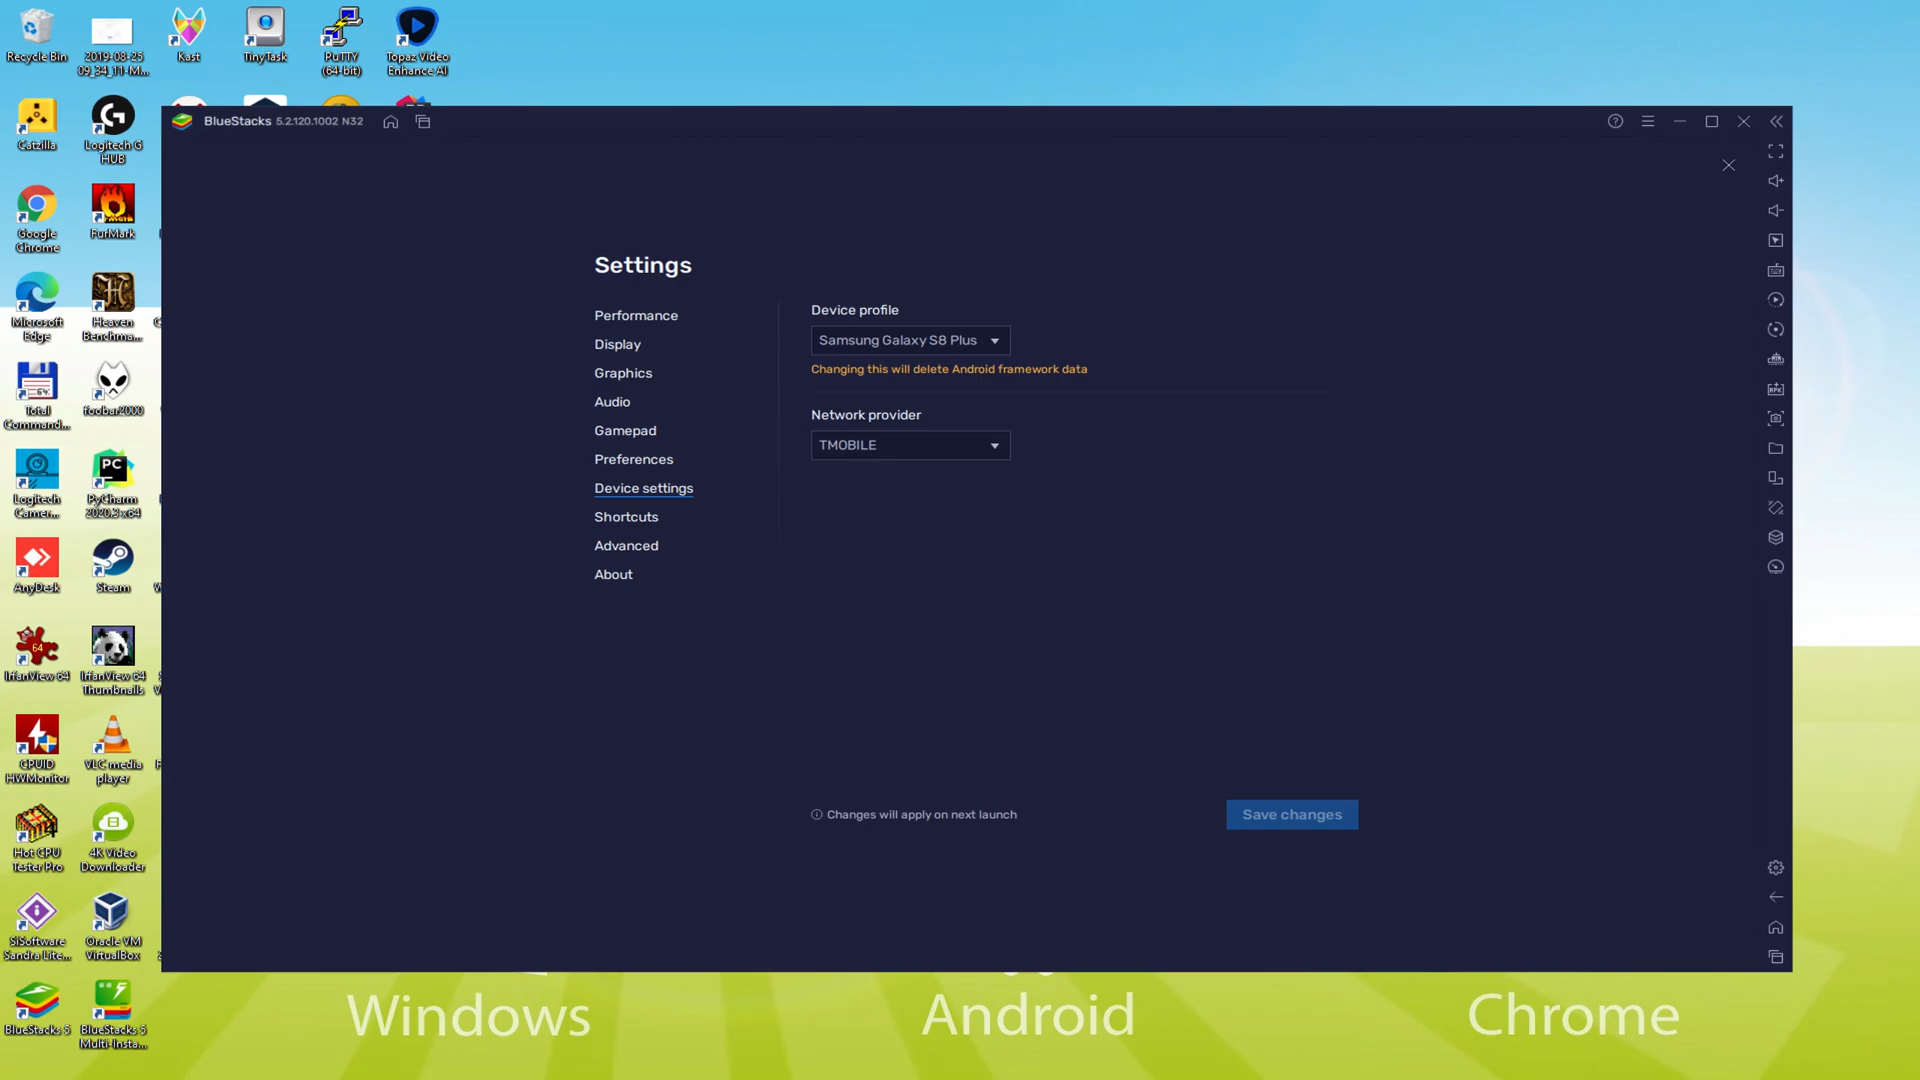 Recycle Bin
2019-08-25
09_34_11-M...
Kast
TinyTask
PuTTY
(64-bit)
Topaz Video
Enhance AI
Catzilla
Logitech G
HUB
Google
Chrome
FurMark
Microsoft
Edge
Heaven
Benchma...
Total
Command...
foobar2000
Logitech
Camer...
PyCharm
2020.3 x64
AnyDesk
Steam
IrfanView 64
IrfanView 64
Thumbnails
CPUID
HWMonitor
VLC media
player
Hot CPU
Tester Pro
4K Video
Downloader
SiSoftware
Sandra Lite...
Oracle VM
VirtualBox
BlueStacks 5
BlueStacks 5
Multi-Insta...
BlueStacks 5.2.120.1002 N32
Settings
Performance
Display
Graphics
Audio
Gamepad
Preferences
Device settings
Shortcuts
Advanced
About
Device profile
Samsung Galaxy S8 Plus
Changing this will delete Android framework data
Network provider
TMOBILE
Changes will apply on next launch
Save changes
Windows
Android
Chrome